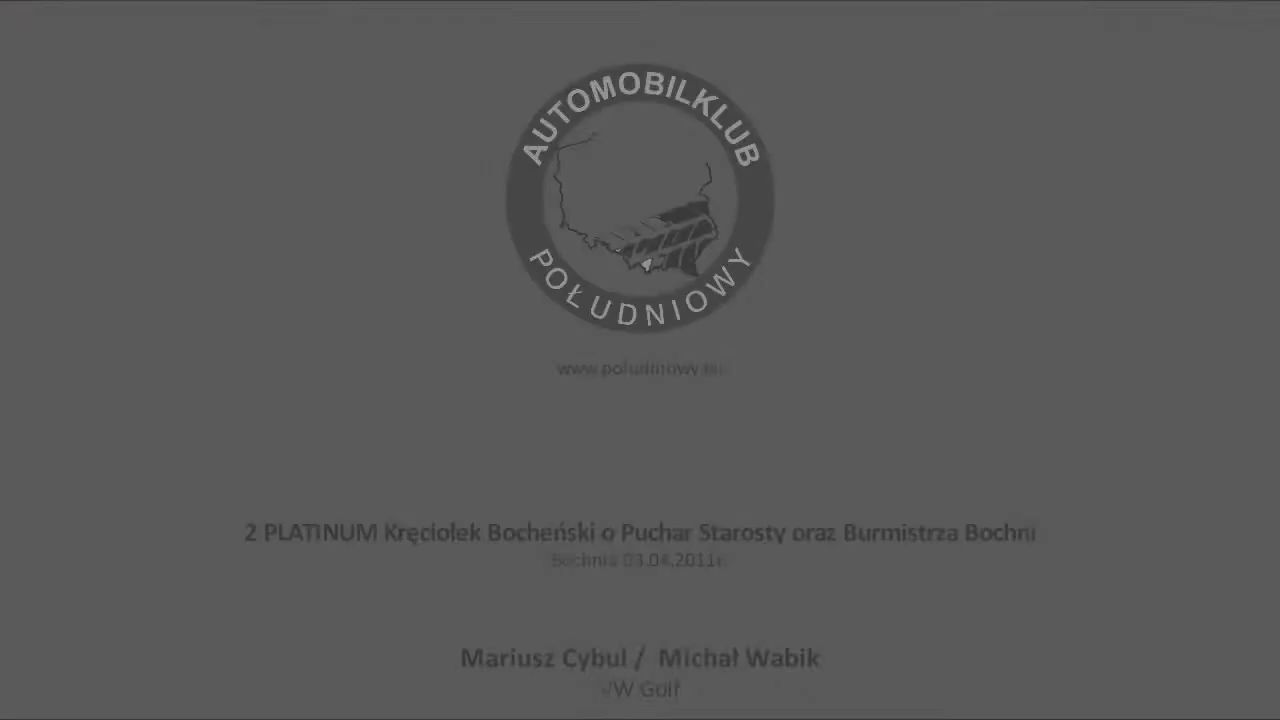 AUTOMOBILKLUB
POŁUDNIOWY
2 PLATINUM Kręciołek Bocheński o Puchar Starosty oraz Burmistrza Bochni
Bochnia 03.04.2011r.
Mariusz Cybul / Michał Wabik
VW Golf